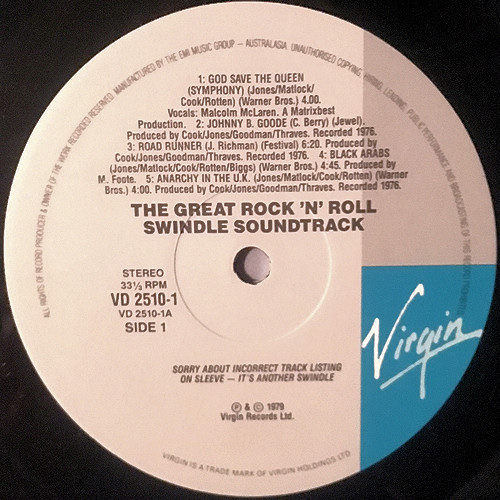 ALL RIGHTS OF RECORD PRODUCER & OWNER OF THE WORK RECORDED RESERVED MANUFACTURED BY THE EMI MUSIC GROUP – AUSTRALASIA. UNAUTHORISED COPYING, HIRING, LENDING, PUBLIC PERFORMANCE AND BROADCASTING OF THIS RECORD PROHIBITED
1: GOD SAVE THE QUEEN
(SYMPHONY) (Jones/Matlock/
Cook/Rotten) (Warner Bros.) 4.00.
Vocals: Malcolm McLaren. A Matrixbest
Production. 2: JOHNNY B. GOODE (C. Berry) (Jewel).
Produced by Cook/Jones/Goodman/Thraves. Recorded 1976.
3: ROAD RUNNER (J. Richman) (Festival) 6:20. Produced by
Cook/Jones/Goodman/Thraves. Recorded 1976. 4: BLACK ARABS
(Jones/Matlock/Cook/Rotten/Biggs) (Warner Bros.) 4:45. Produced by
M. Foote. 5: ANARCHY IN THE U.K. (Jones/Matlock/Cook/Rotten) (Warner
Bros.) 4:00. Produced by Cook/Jones/Goodman/Thraves. Recorded 1976.
THE GREAT ROCK 'N' ROLL
SWINDLE SOUNDTRACK
STEREO
33⅓ RPM
VD 2510-1
VD 2510-1A
SIDE 1
Virgin
SORRY ABOUT INCORRECT TRACK LISTING
ON SLEEVE — IT'S ANOTHER SWINDLE
℗ & © 1979
Virgin Records Ltd.
VIRGIN IS A TRADE MARK OF VIRGIN HOLDINGS LTD